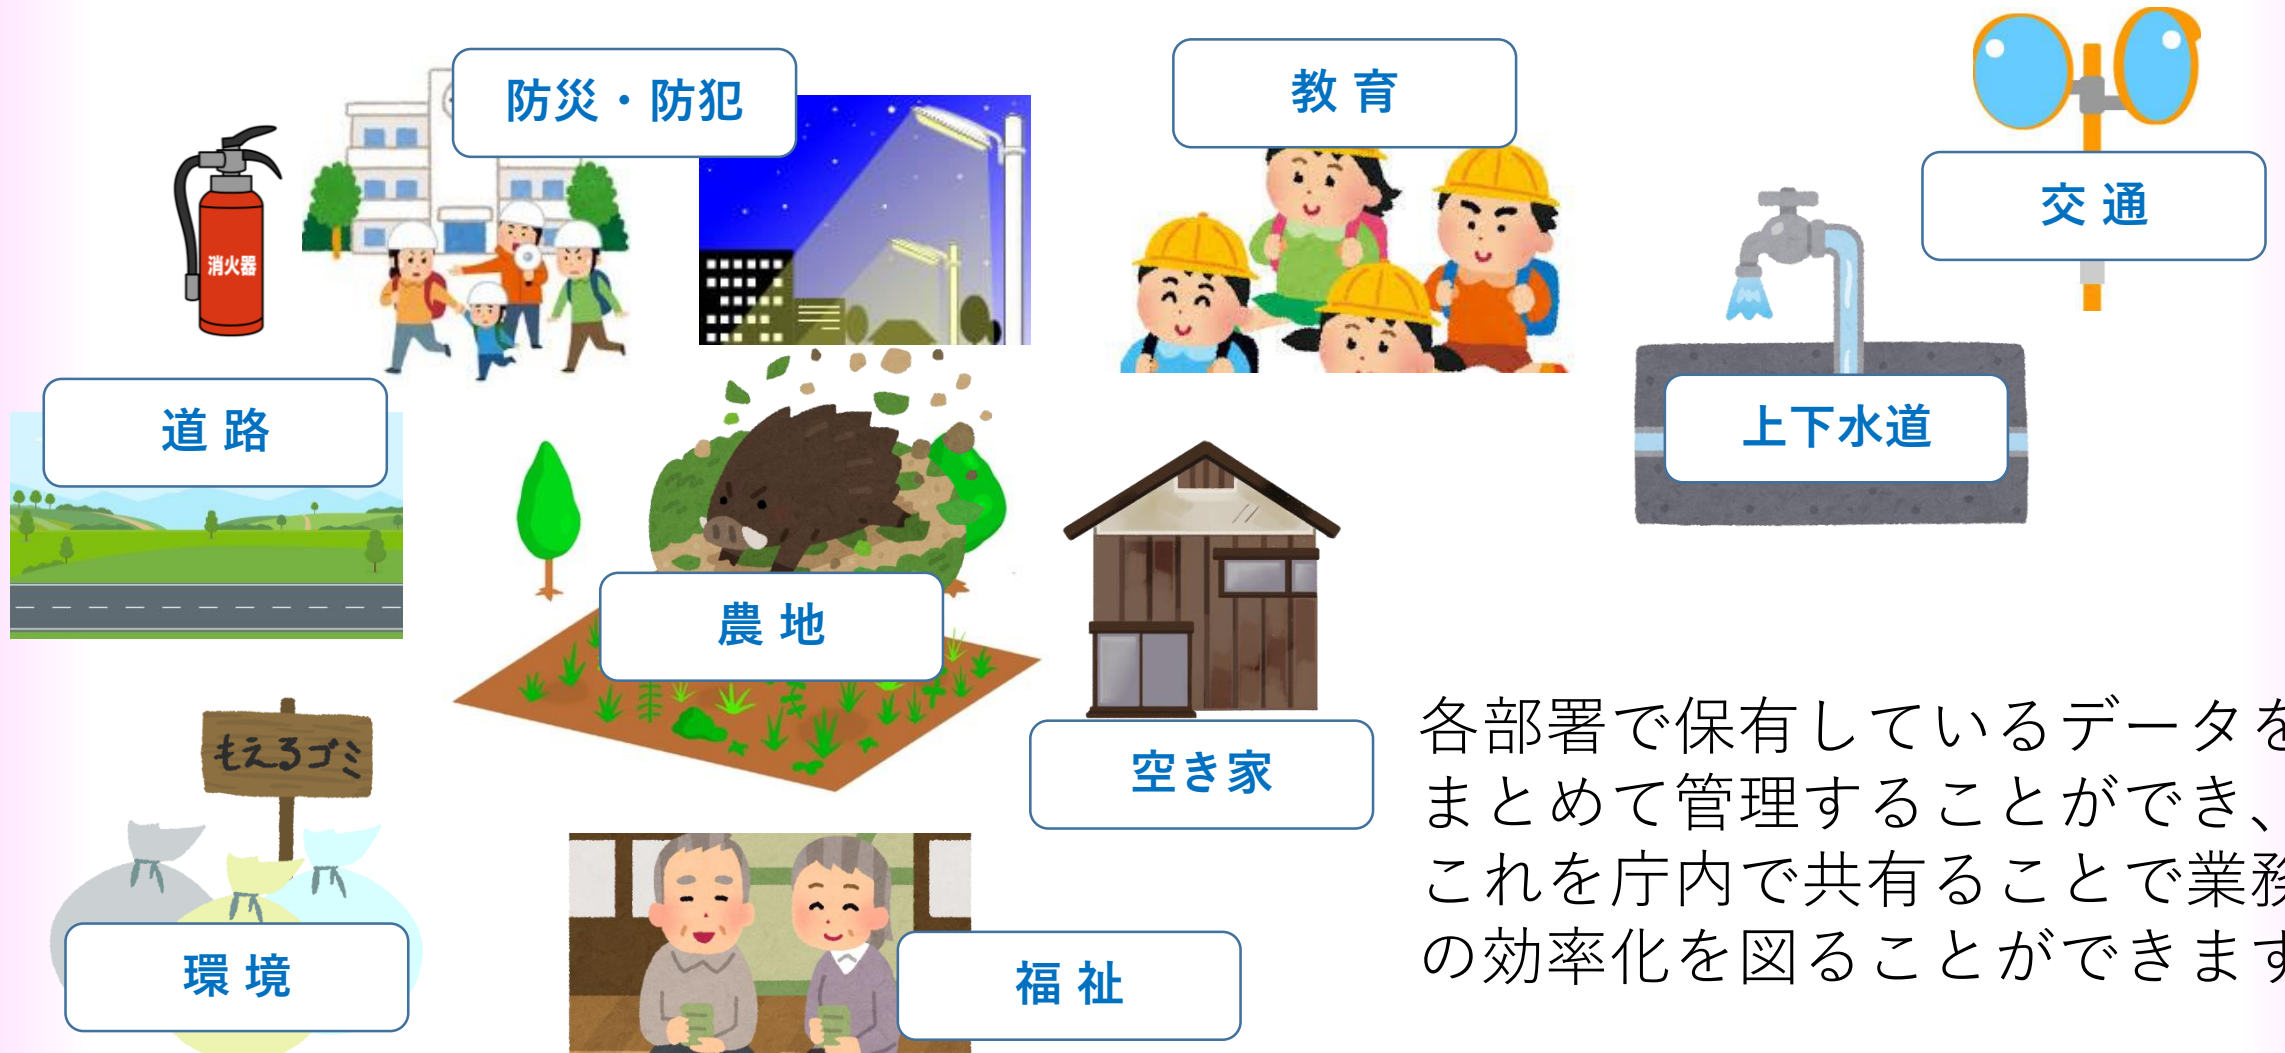 防災・防犯
教 育
交 通
消火器
道 路
上下水道
農 地
もえるゴミ
空き家
各部署で保有しているデータを
まとめて管理することができ、
これを庁内で共有ることで業務
の効率化を図ることができます
環 境
福 祉